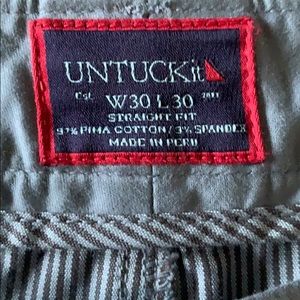 UNTUCKit
Est. W30 L30 2011
STRAIGHT FIT
97% PIMA COTTON / 3% SPANDEX
MADE IN PERU